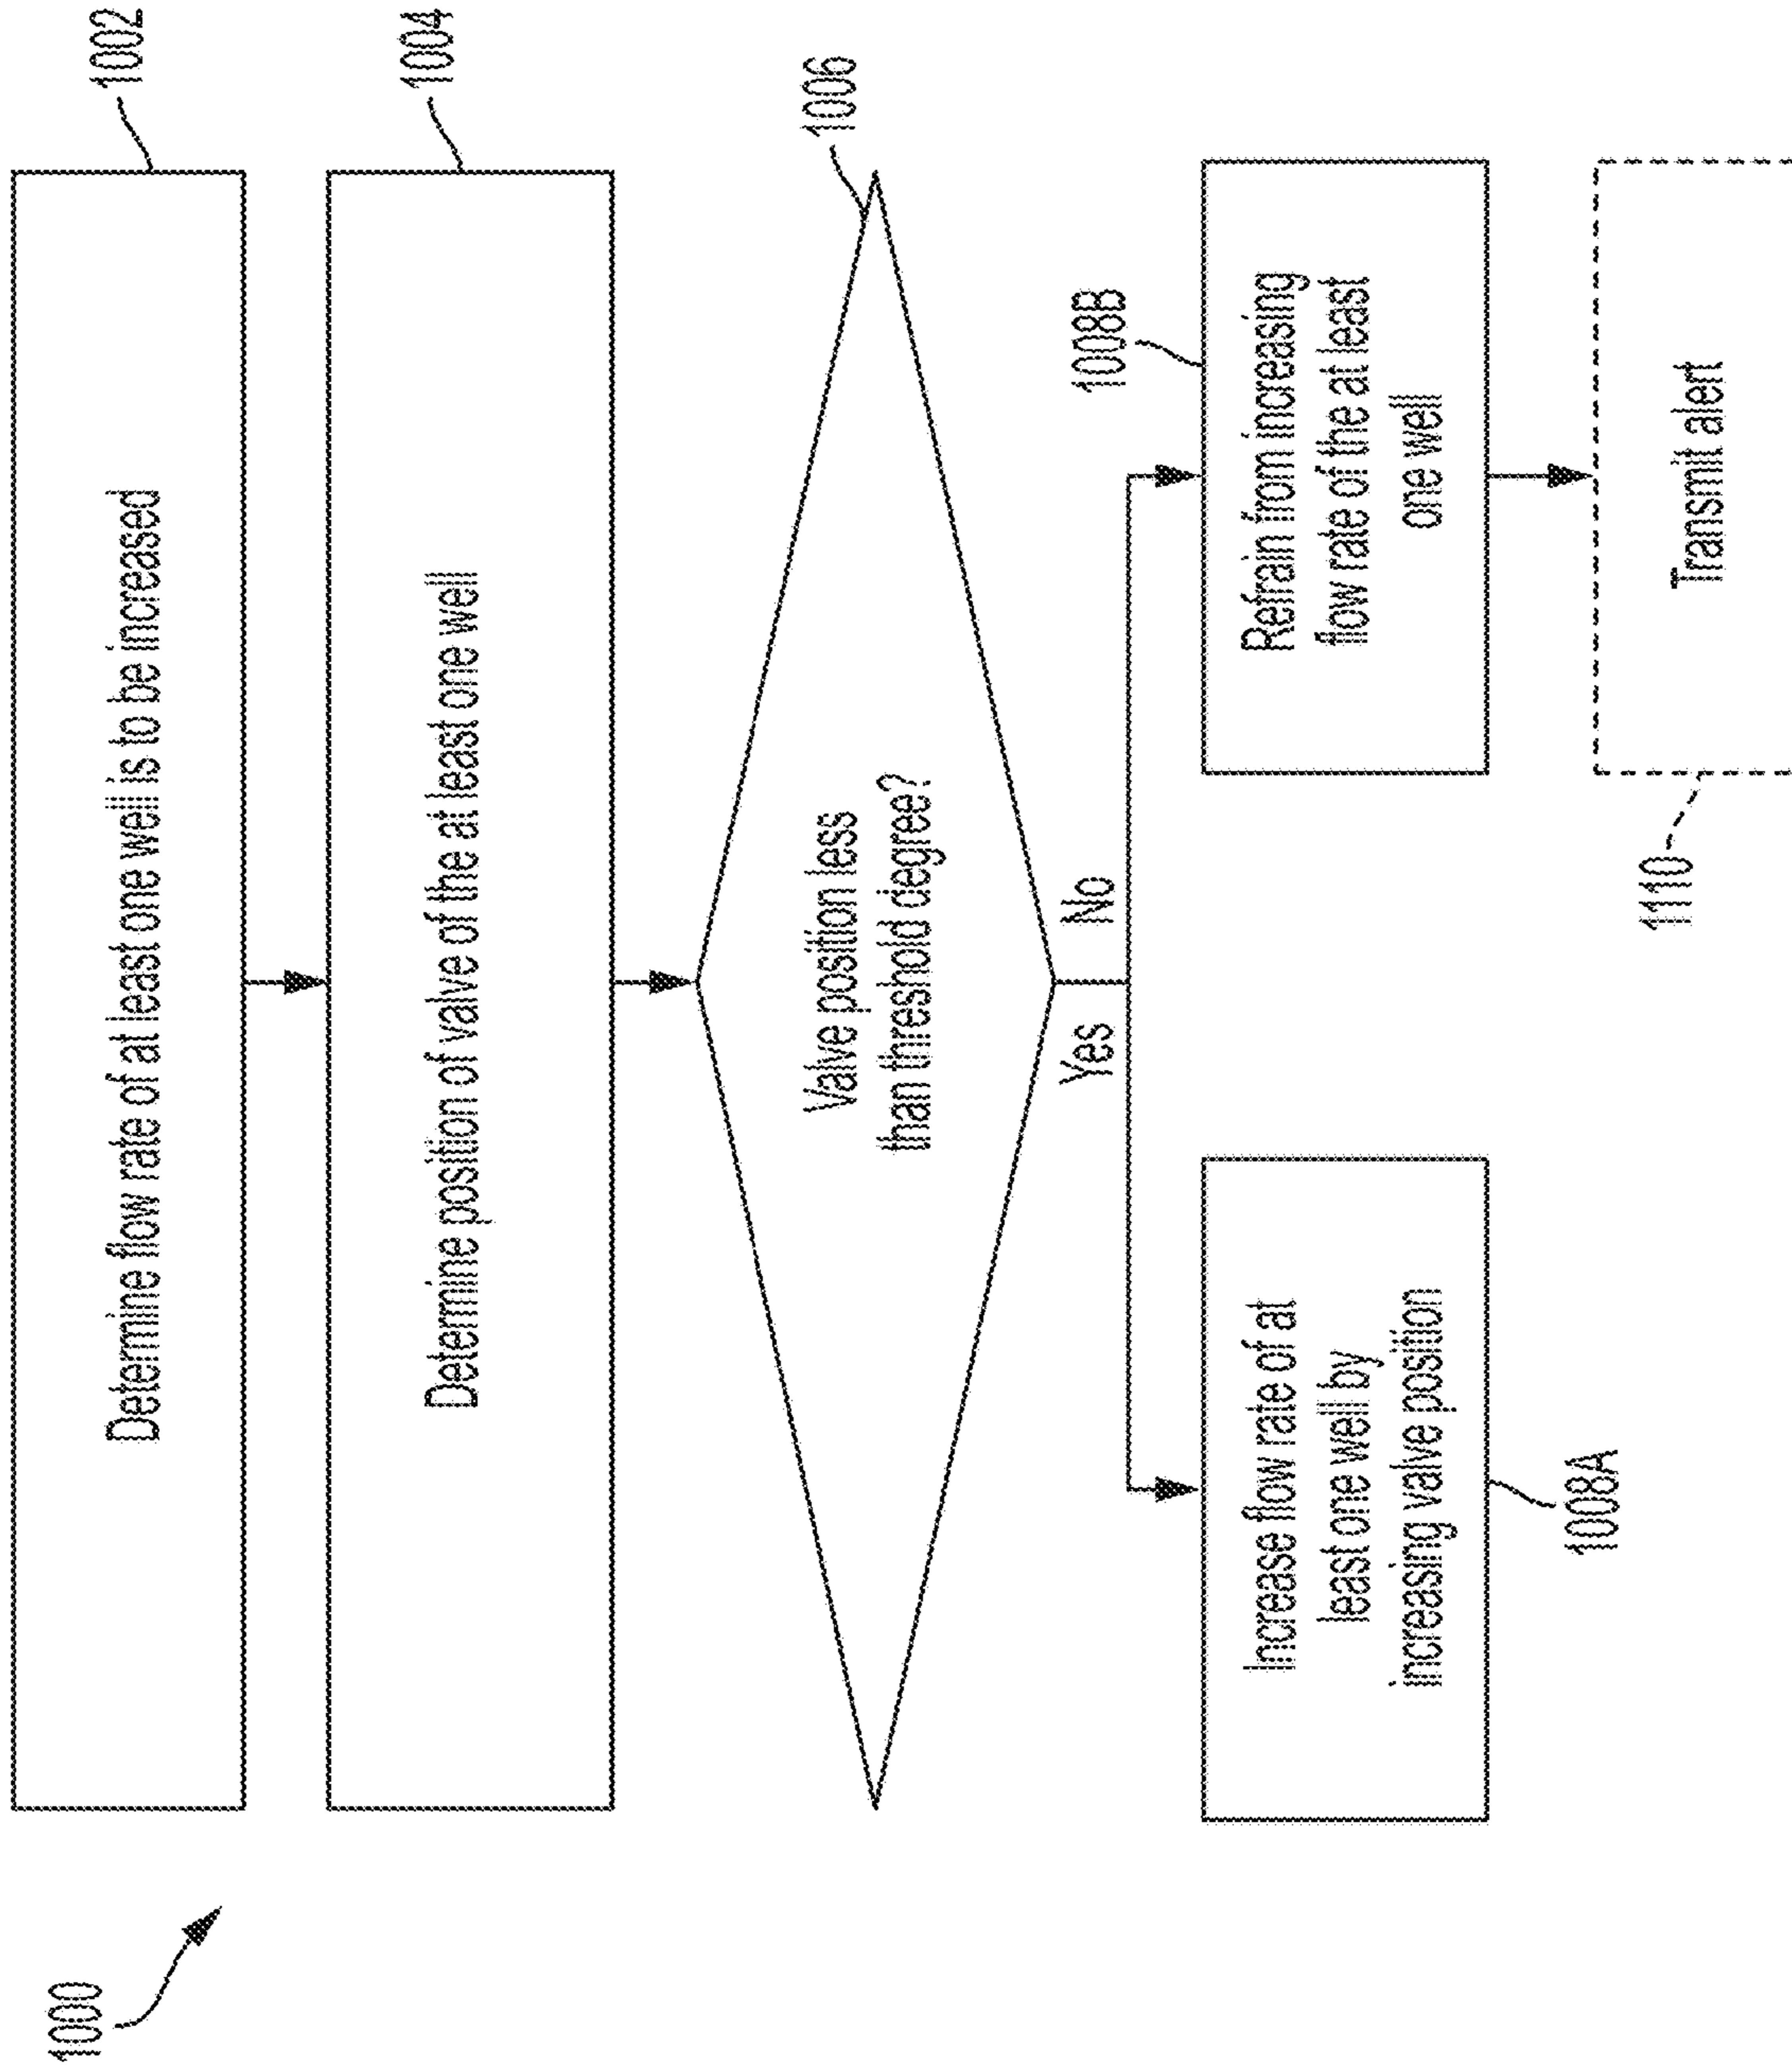 1000
Determine flow rate of at least one well is to be increased
1002
Determine position of valve of the at least one well
1004
Valve position less
than threshold degree?
1006
Yes
No
Increase flow rate of at
least one well by
increasing valve position
1008A
Refrain from increasing
flow rate of the at least
one well
1008B
Transmit alert
1110